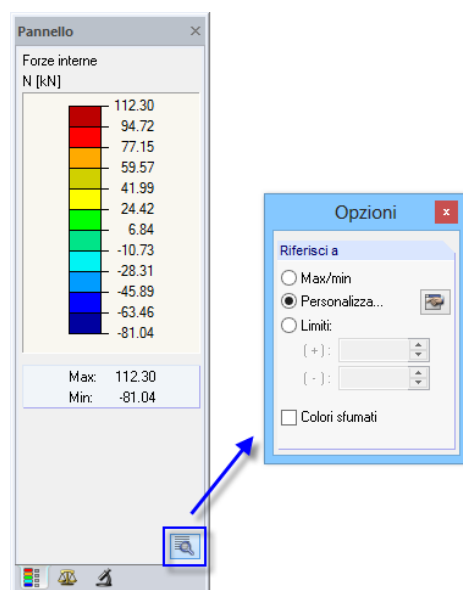 Pannello
Forze interne
N [kN]
112.30
94.72
77.15
59.57
41.99
24.42
6.84
-10.73
-28.31
-45.89
-63.46
-81.04
Max: 112.30
Min: -81.04
Opzioni
Riferisci a
Max/min
Personalizza...
Limiti:
(+):
(-):
Colori sfumati